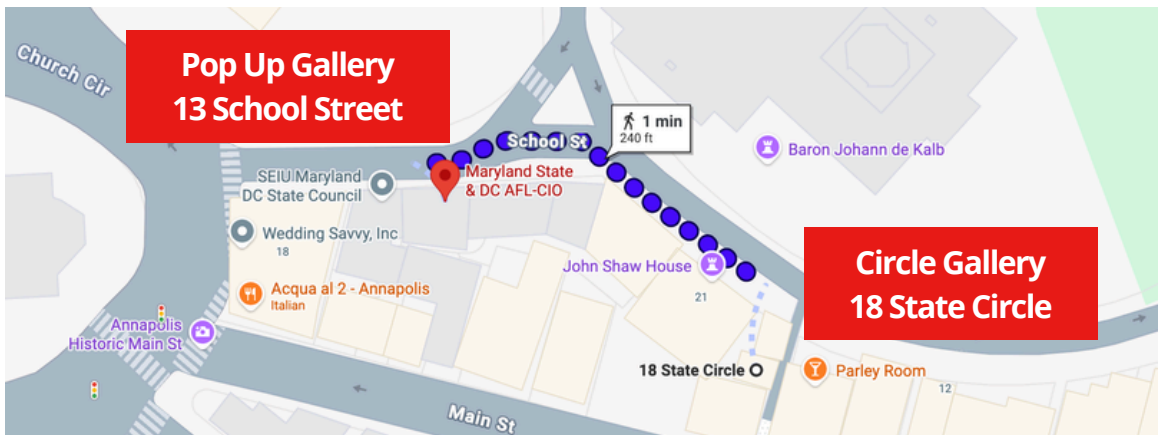 Church Cir
Pop Up Gallery
13 School Street
School St
1 min
240 ft
Baron Johann de Kalb
SEIU Maryland
DC State Council
Maryland State
& DC AFL-CIO
Wedding Savvy, Inc
18
John Shaw House
21
Circle Gallery
18 State Circle
Acqua al 2 - Annapolis
Italian
Annapolis
Historic Main St
18 State Circle
Parley Room
12
Main St